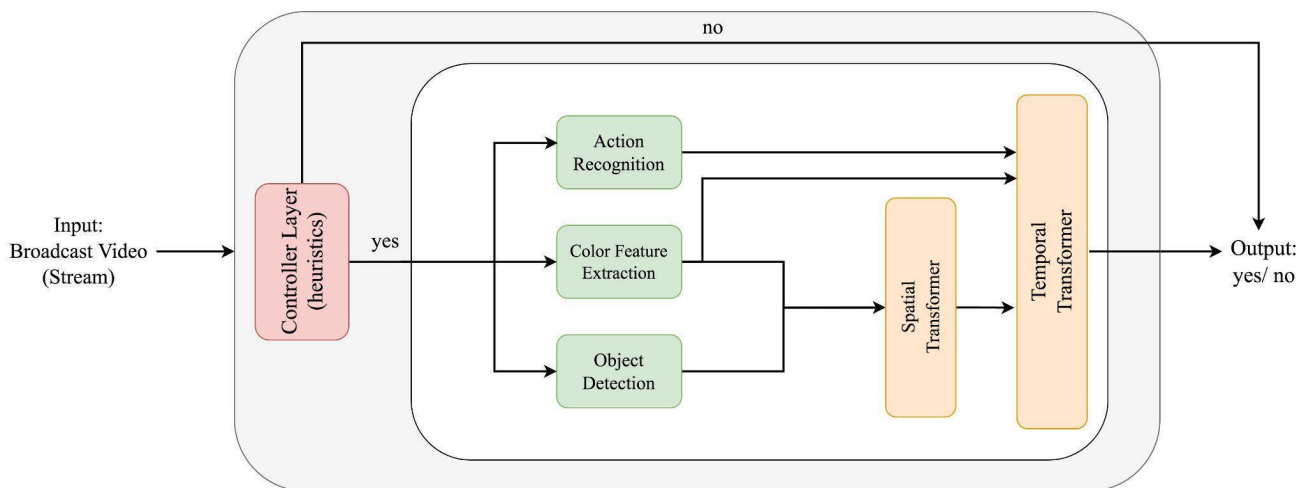 no
Input:
Broadcast Video
(Stream)
Controller Layer
(heuristics)
yes
Action
Recognition
Color Feature
Extraction
Object
Detection
Spatial
Transformer
Temporal
Transformer
Output:
yes/ no